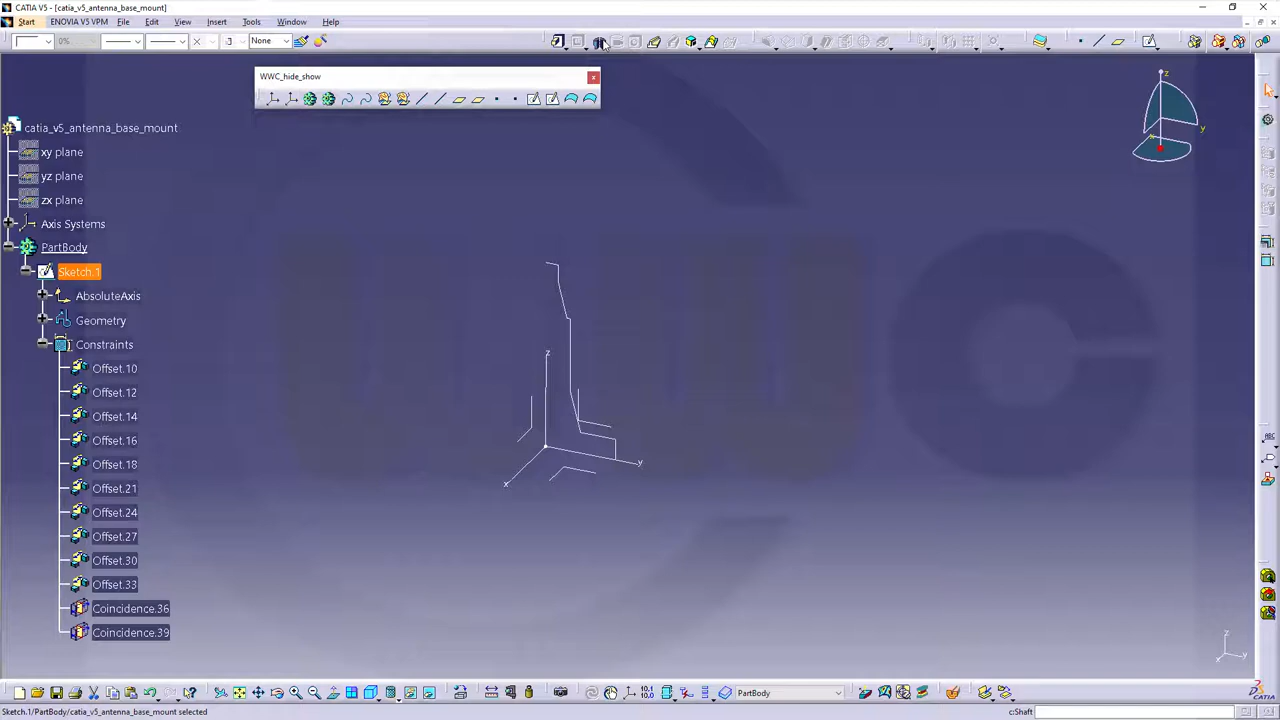 CATIA V5 - [catia_v5_antenna_base_mount]
Start ENOVIA V5 VPM File Edit View Insert Tools Window Help
0% None
WWC_hide_show
catia_v5_antenna_base_mount
xy plane
yz plane
zx plane
Axis Systems
PartBody
Sketch.1
AbsoluteAxis
Geometry
Constraints
Offset.10
Offset.12
Offset.14
Offset.16
Offset.18
Offset.21
Offset.24
Offset.27
Offset.30
Offset.33
Coincidence.36
Coincidence.39
z
y
x
z
y
z
x y
PartBody
CATIA
Sketch.1/PartBody/catia_v5_antenna_base_mount selected
c:Shaft